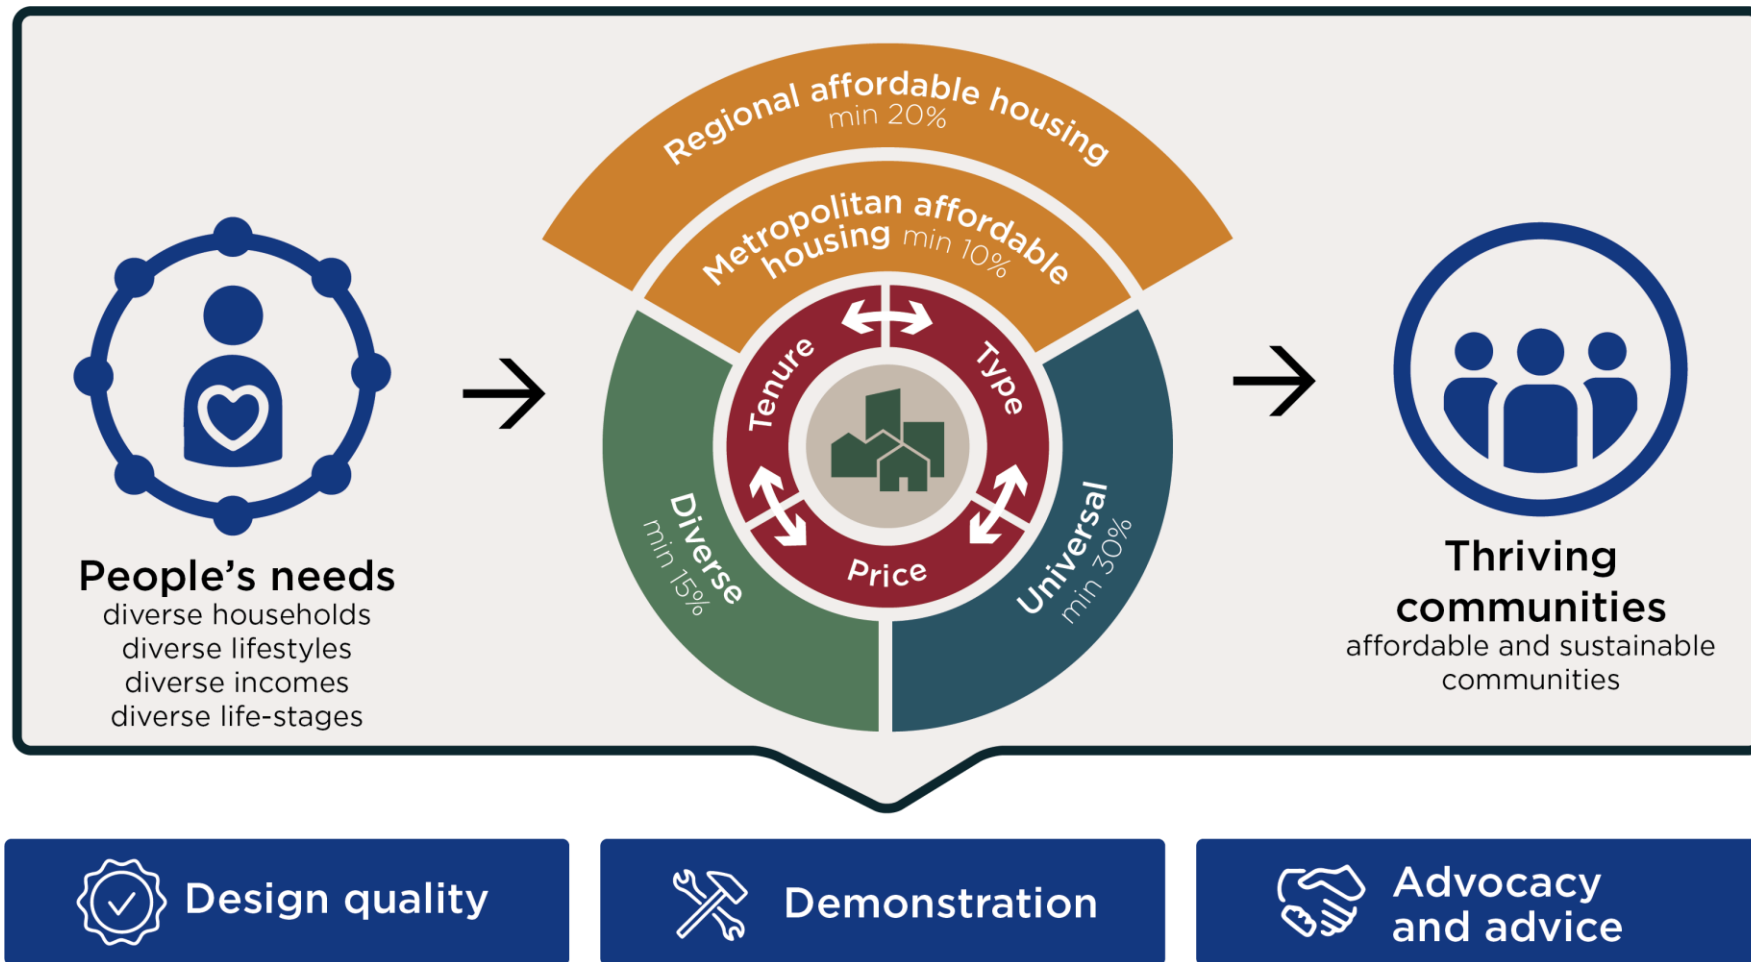 Regional affordable housing
min 20%
Metropolitan affordable
housing min 10%
Tenure
Type
Price
Diverse
min 15%
Universal
min 30%
People's needs
diverse households
diverse lifestyles
diverse incomes
diverse life-stages
Thriving
communities
affordable and sustainable
communities
Design quality
Demonstration
Advocacy
and advice